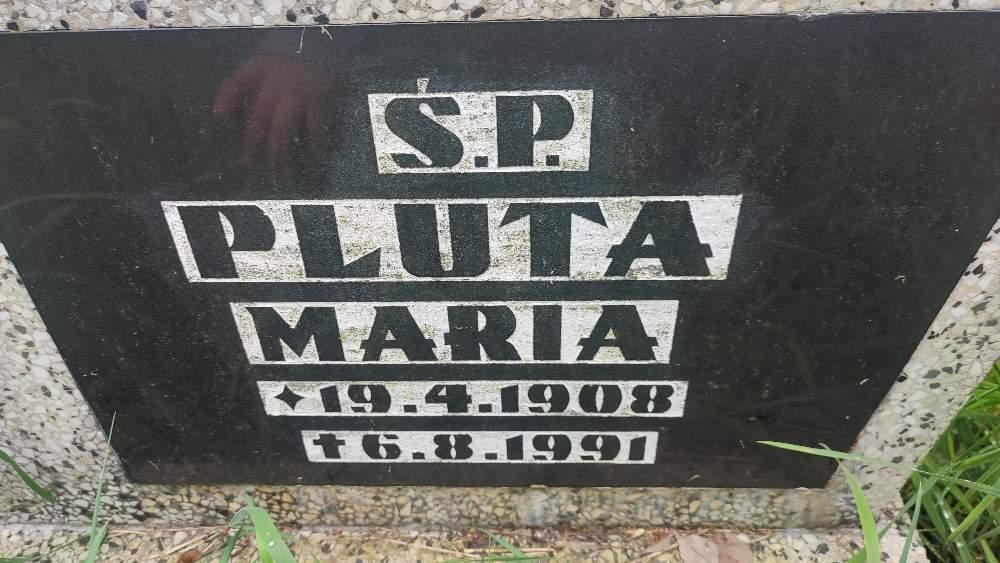 Ś.P.
PLUTA
MARIA
✦19.4.1908
✝6.8.1991